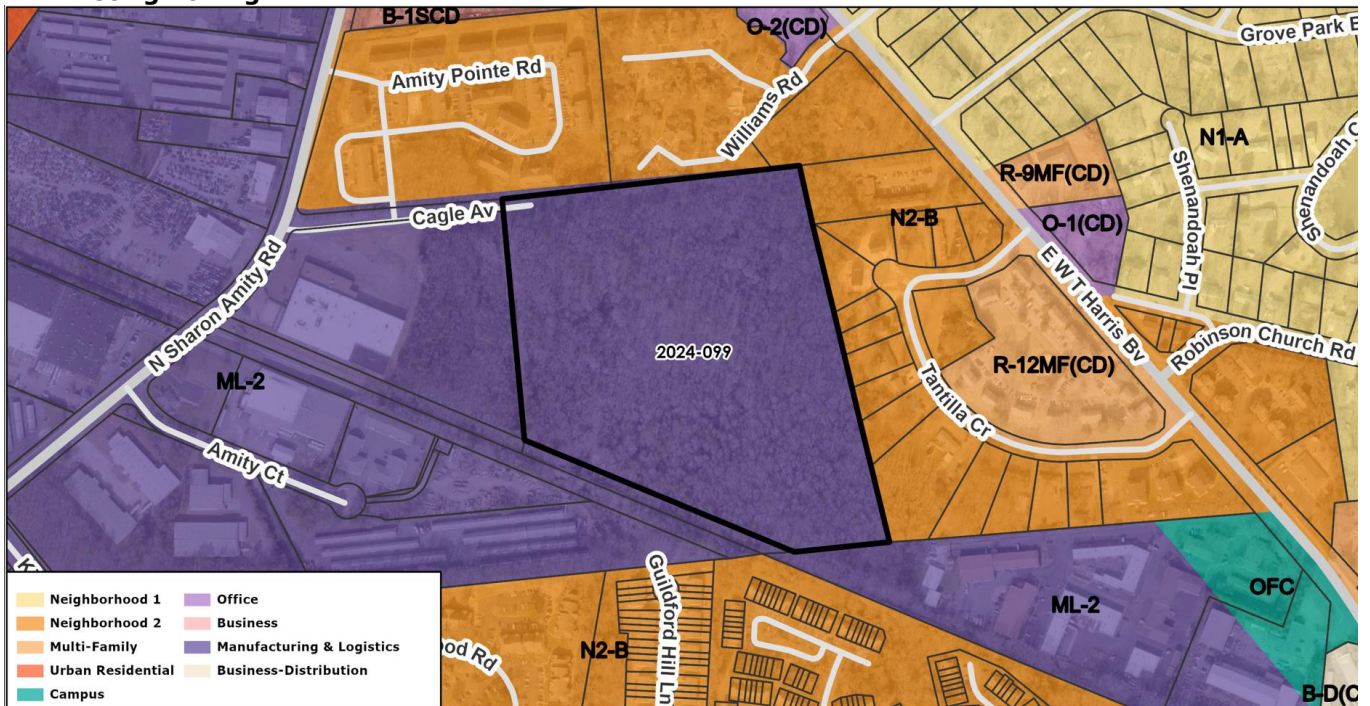 B-1SCD
O-2(CD)
Grove Park B
Amity Pointe Rd
Williams Rd
N1-A
Shenandoah Pl
Shenandoah C
R-9MF(CD)
Cagle Av
N2-B
O-1(CD)
N Sharon Amity Rd
E W T Harris Bv
2024-099
Robinson Church Rd
R-12MF(CD)
ML-2
Tantilla Cr
Amity Ct
Guildford Hill Ln
OFC
ML-2
N2-B
ood Rd
B-D(C
Neighborhood 1
Neighborhood 2
Multi-Family
Urban Residential
Campus
Office
Business
Manufacturing & Logistics
Business-Distribution